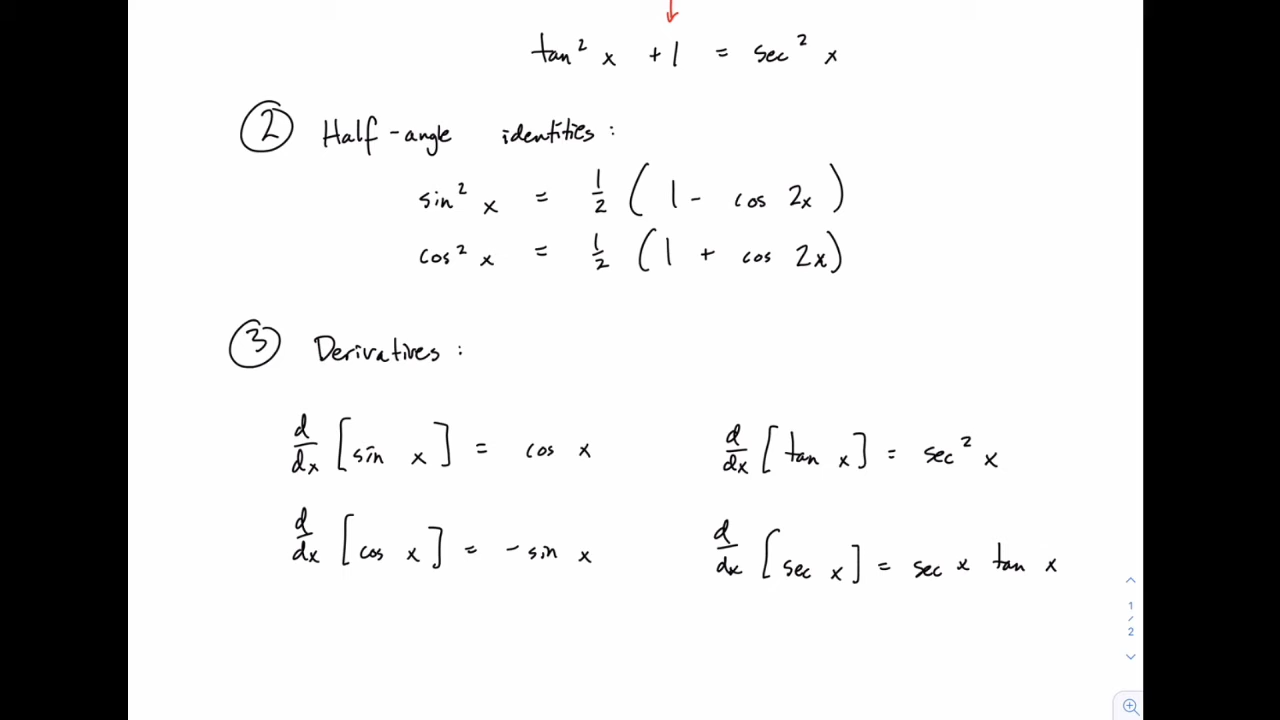 tan² x + 1 = sec² x
② Half-angle identities:
sin² x = 1/2 ( 1 - cos 2x )
cos² x = 1/2 ( 1 + cos 2x )
③ Derivatives:
d/dx [ sin x ] = cos x
d/dx [ tan x ] = sec² x
d/dx [ cos x ] = - sin x
d/dx [ sec x ] = sec x tan x
1 / 2